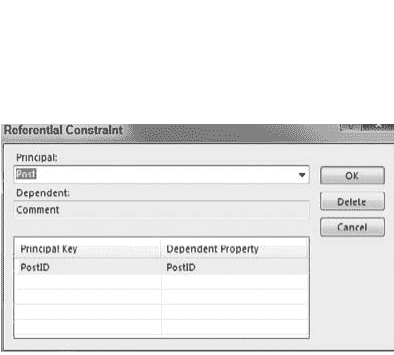 Referential Constraint
Principal:
Post
OK
Dependent:
Delete
Comment
Cancel
Principal Key Dependent Property
PostID PostID